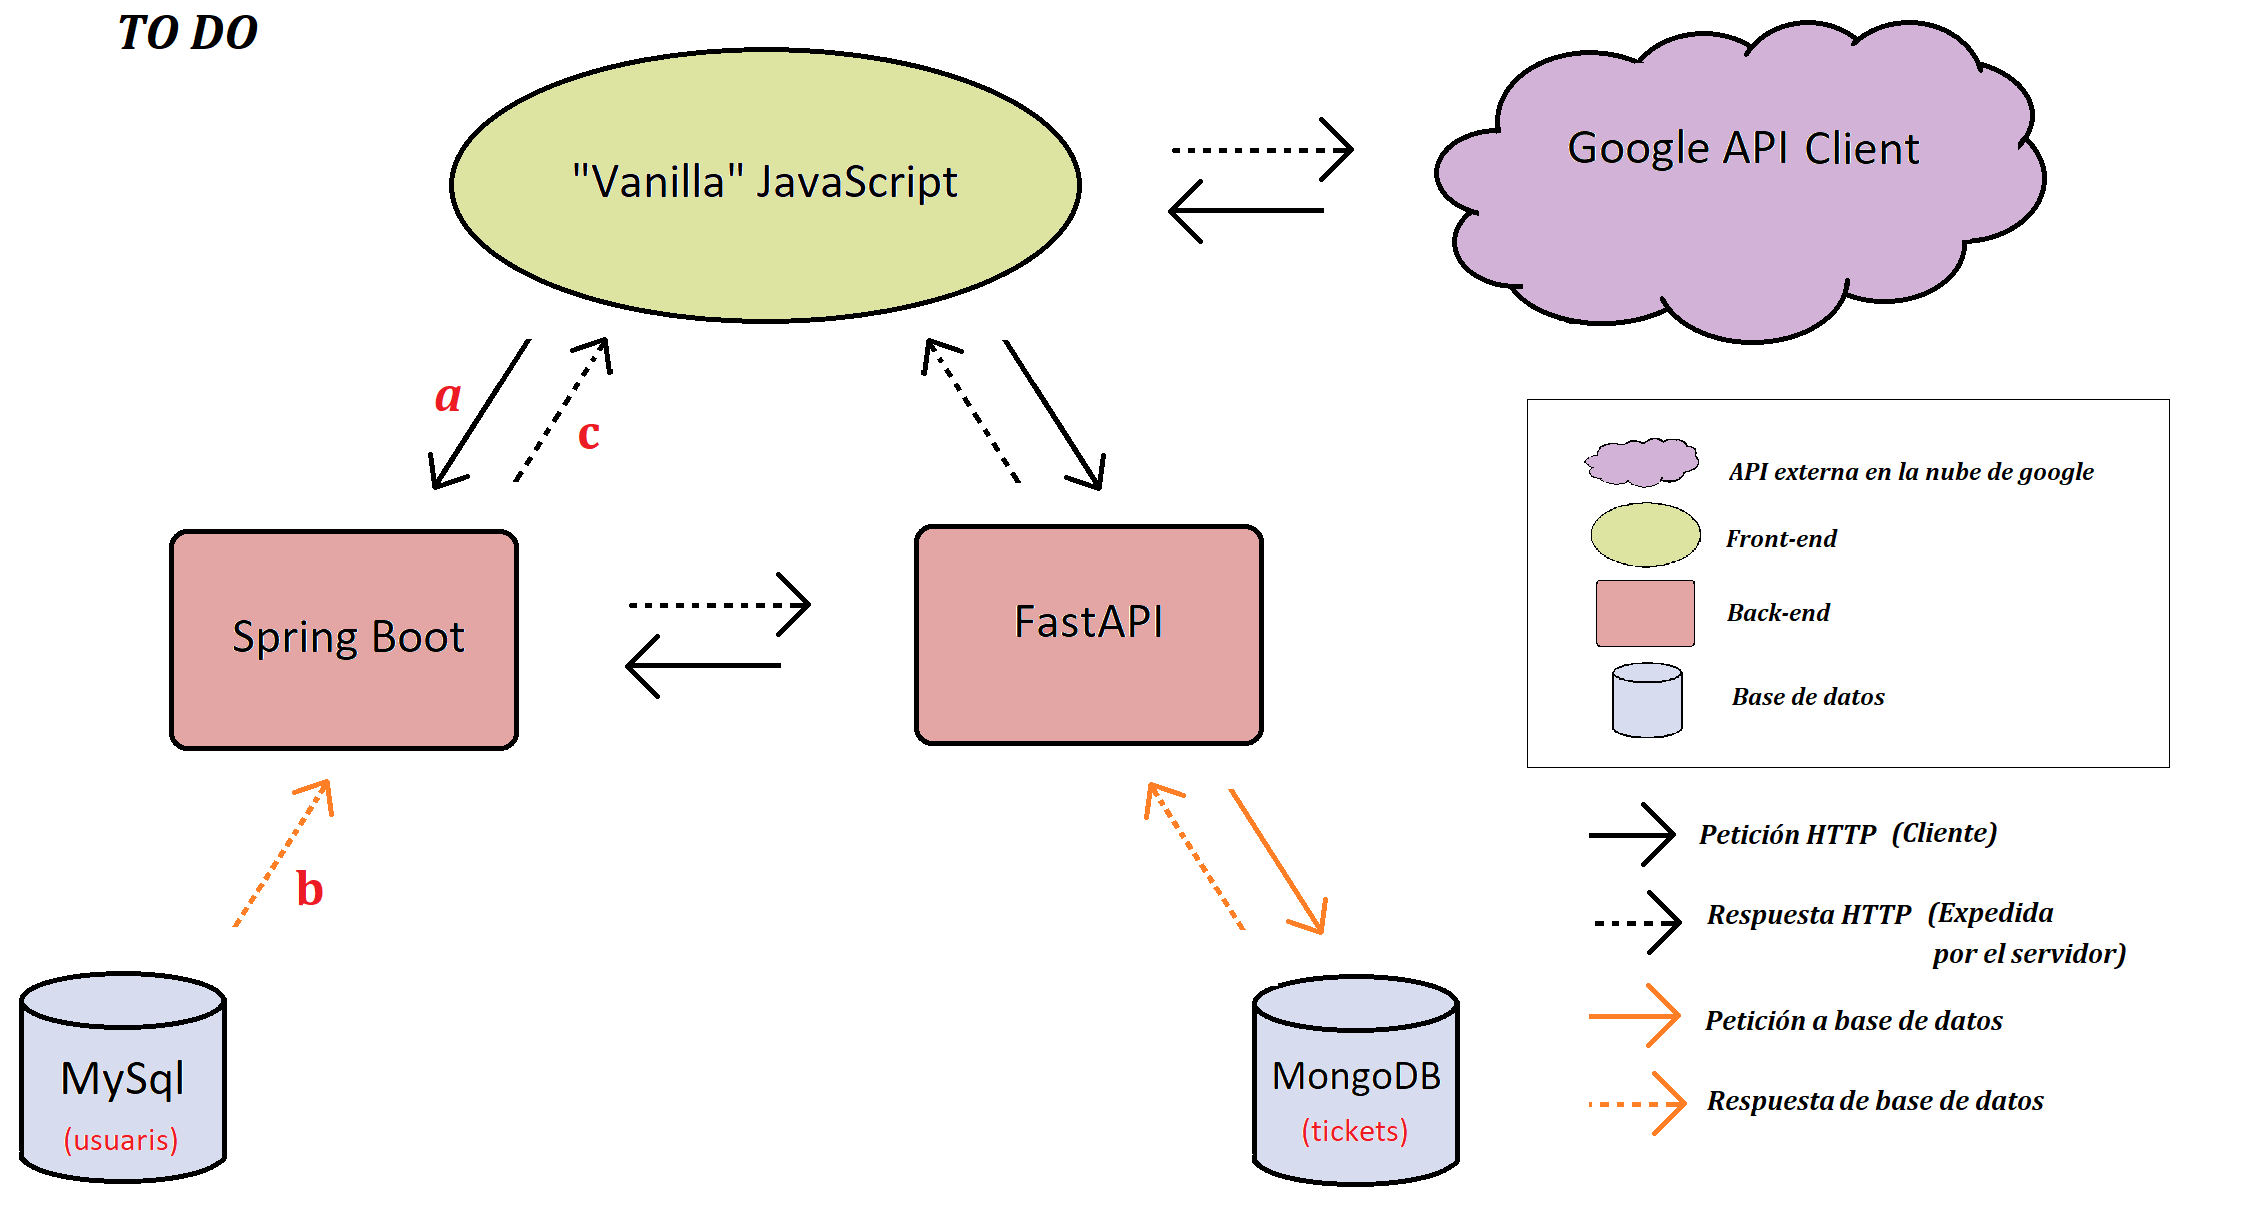 TO DO
"Vanilla" JavaScript
Google API Client
a
c
Spring Boot
FastAPI
b
MySql
(usuaris)
MongoDB
(tickets)
API externa en la nube de google
Front-end
Back-end
Base de datos
Petición HTTP (Cliente)
Respuesta HTTP (Expedida
por el servidor)
Petición a base de datos
Respuesta de base de datos